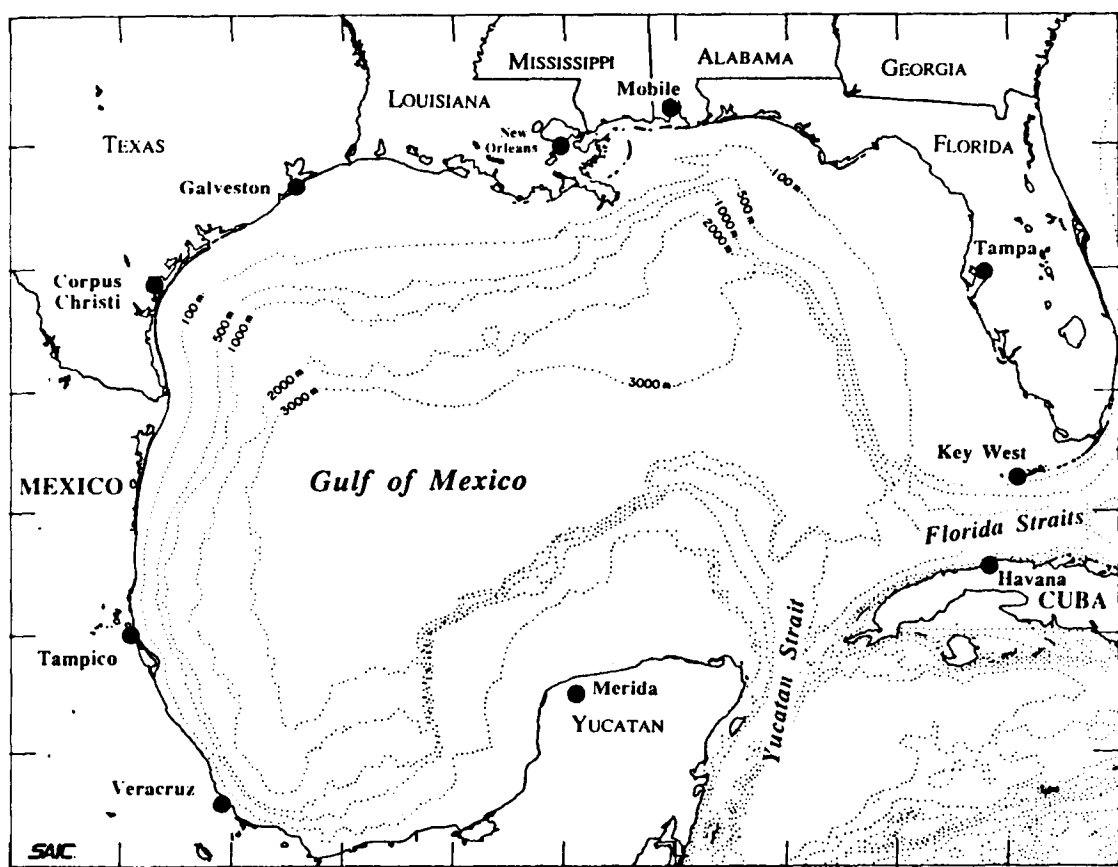 MISSISSIPPI
ALABAMA
GEORGIA
Mobile
LOUISIANA
New
Orleans
TEXAS
FLORIDA
Galveston
100 m
500 m
1000 m
2000 m
Tampa
Corpus
Christi
100 m
500 m
1000 m
2000 m
3000 m
3000 m
Key West
MEXICO
Gulf of Mexico
Florida Straits
Havana
CUBA
Tampico
Yucatan Strait
Merida
YUCATAN
Veracruz
SAIC